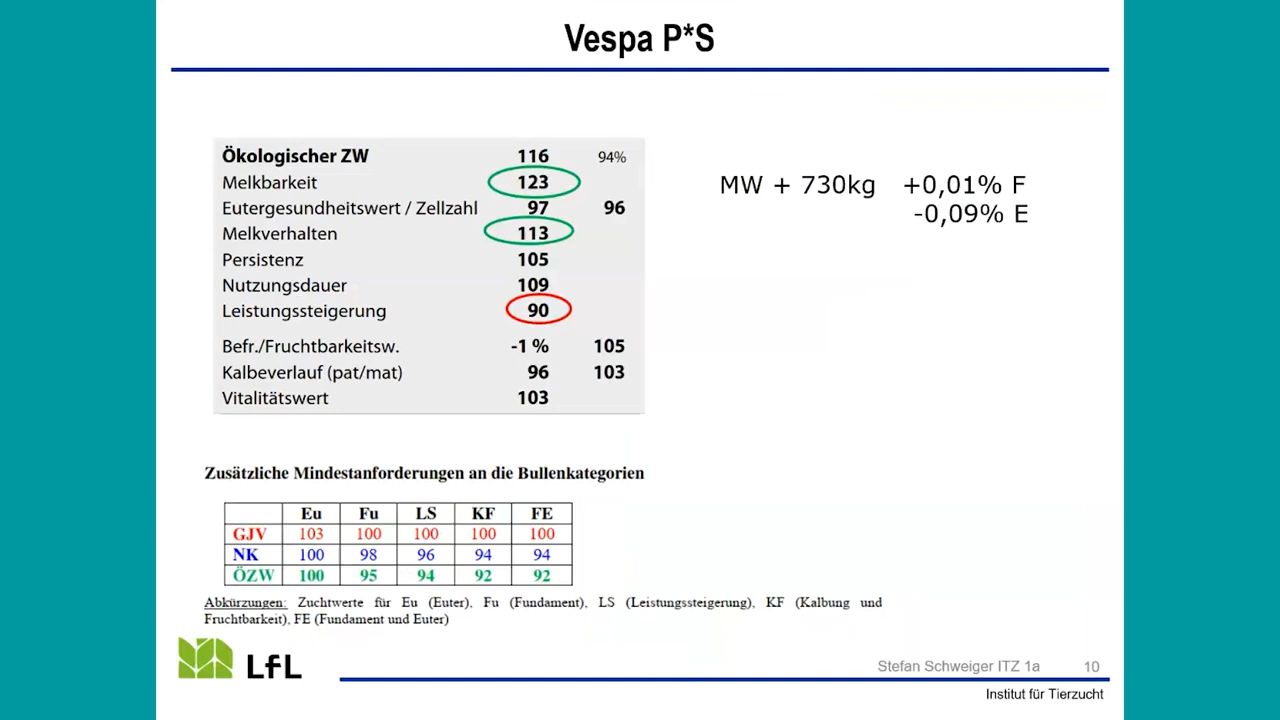 Vespa P*S
Ökologischer ZW 116 94%
Melkbarkeit 123
Eutergesundheitswert / Zellzahl 97 96
Melkverhalten 113
Persistenz 105
Nutzungsdauer 109
Leistungssteigerung 90
Befr./Fruchtbarkeitsw. -1 % 105
Kalbeverlauf (pat/mat) 96 103
Vitalitätswert 103
MW + 730kg +0,01% F
-0,09% E
Zusätzliche Mindestanforderungen an die Bullenkategorien
Eu Fu LS KF FE
GJV 103 100 100 100 100
NK 100 98 96 94 94
ÖZW 100 95 94 92 92
Abkürzungen: Zuchtwerte für Eu (Euter), Fu (Fundament), LS (Leistungssteigerung), KF (Kalbung und
Fruchtbarkeit), FE (Fundament und Euter)
LfL
Stefan Schweiger ITZ 1a 10
Institut für Tierzucht